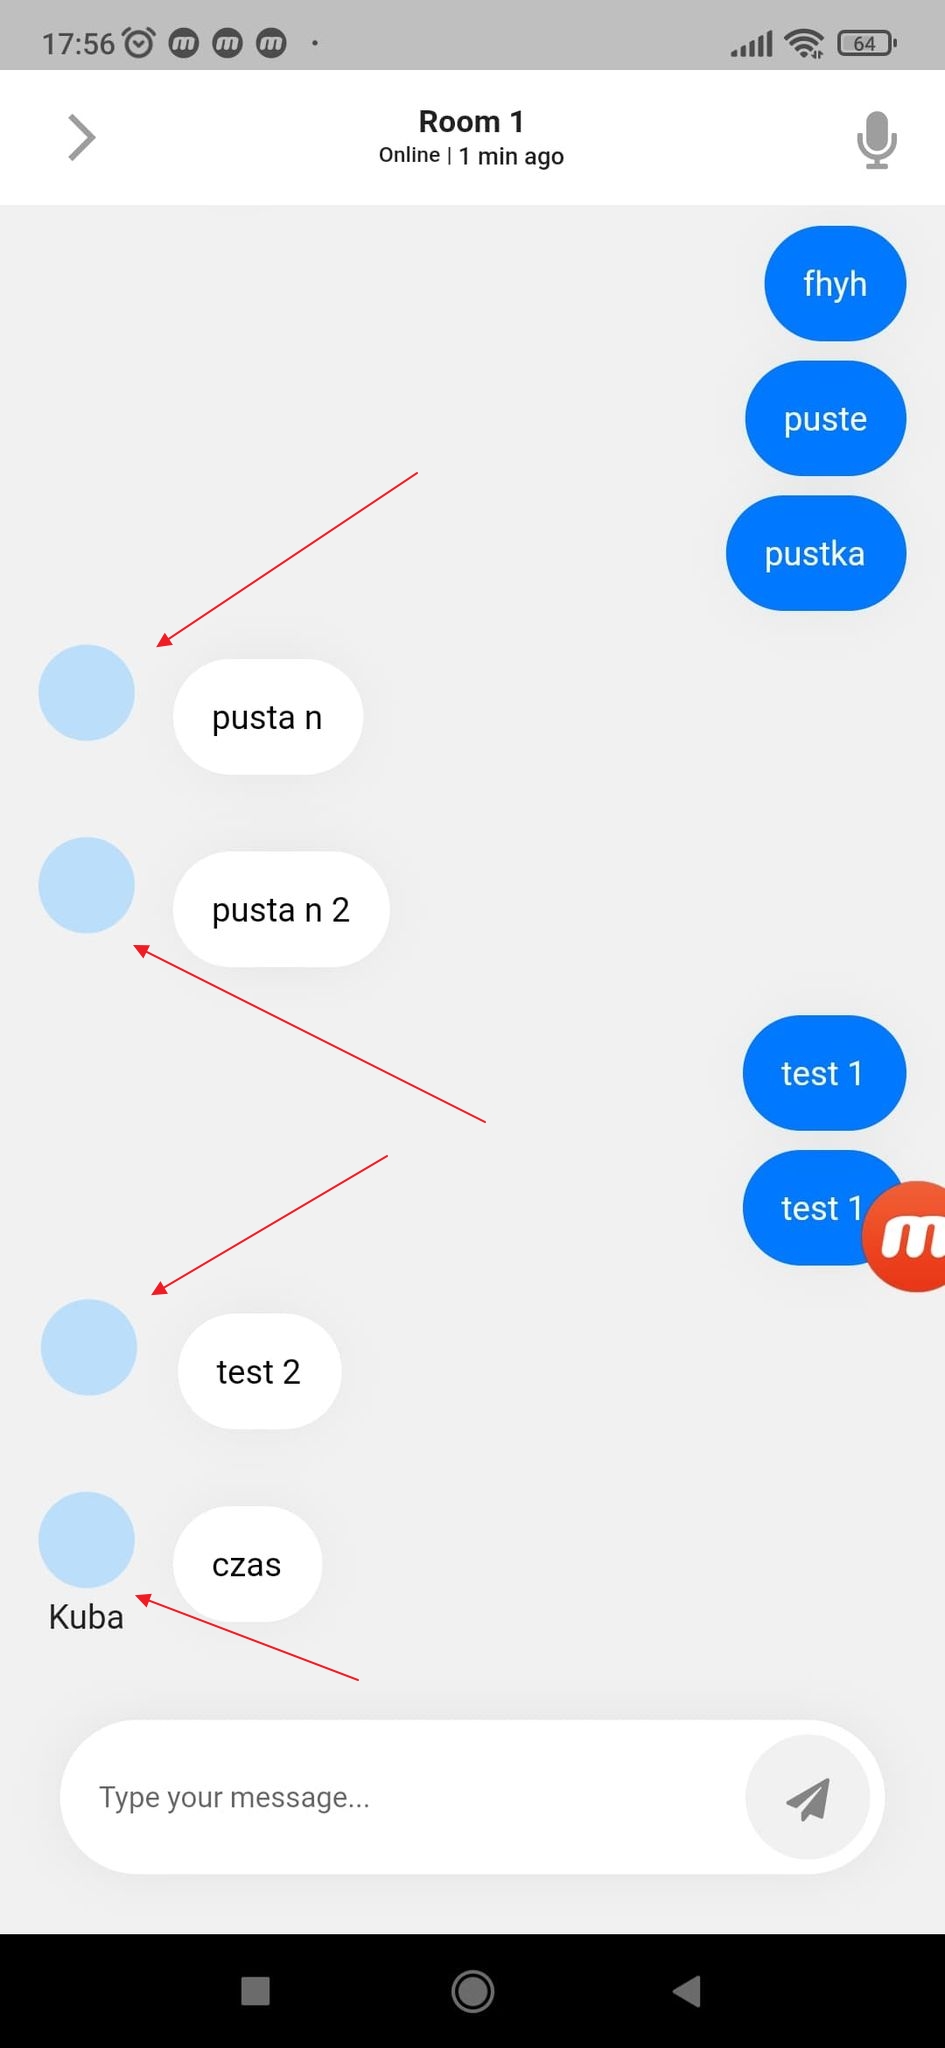 17:56
64
Room 1
Online | 1 min ago
fhyh
puste
pustka
pusta n
pusta n 2
test 1
test 1
m
test 2
czas
Kuba
Type your message...